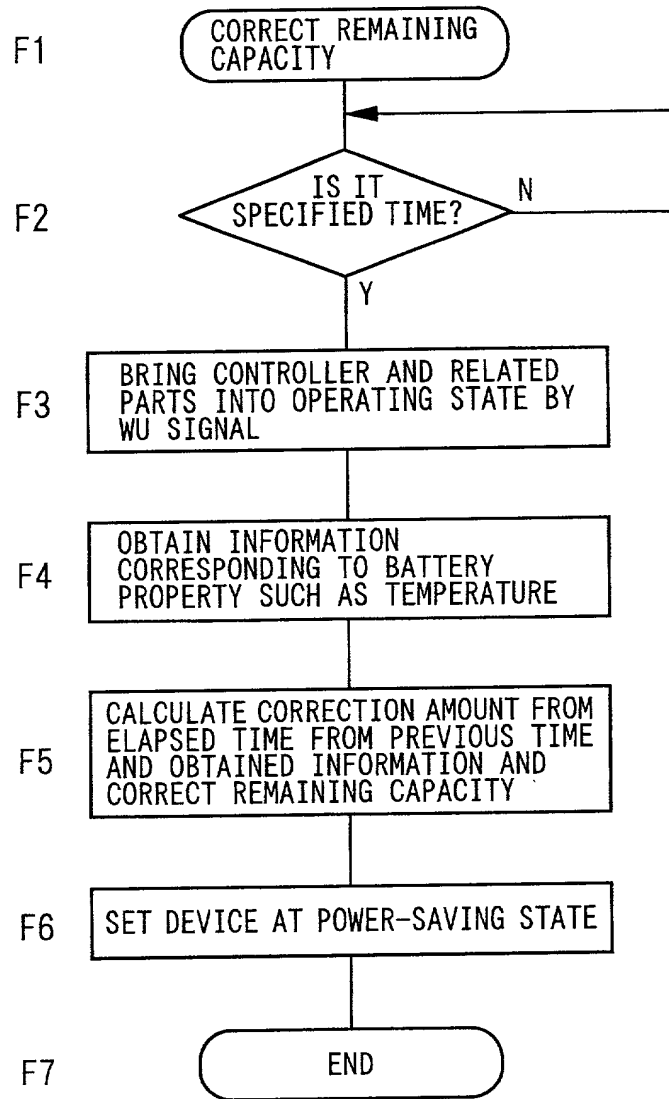 F1
CORRECT REMAINING
CAPACITY
F2
IS IT
SPECIFIED TIME?
N
Y
F3
BRING CONTROLLER AND RELATED
PARTS INTO OPERATING STATE BY
WU SIGNAL
F4
OBTAIN INFORMATION
CORRESPONDING TO BATTERY
PROPERTY SUCH AS TEMPERATURE
F5
CALCULATE CORRECTION AMOUNT FROM
ELAPSED TIME FROM PREVIOUS TIME
AND OBTAINED INFORMATION AND
CORRECT REMAINING CAPACITY
F6
SET DEVICE AT POWER-SAVING STATE
F7
END